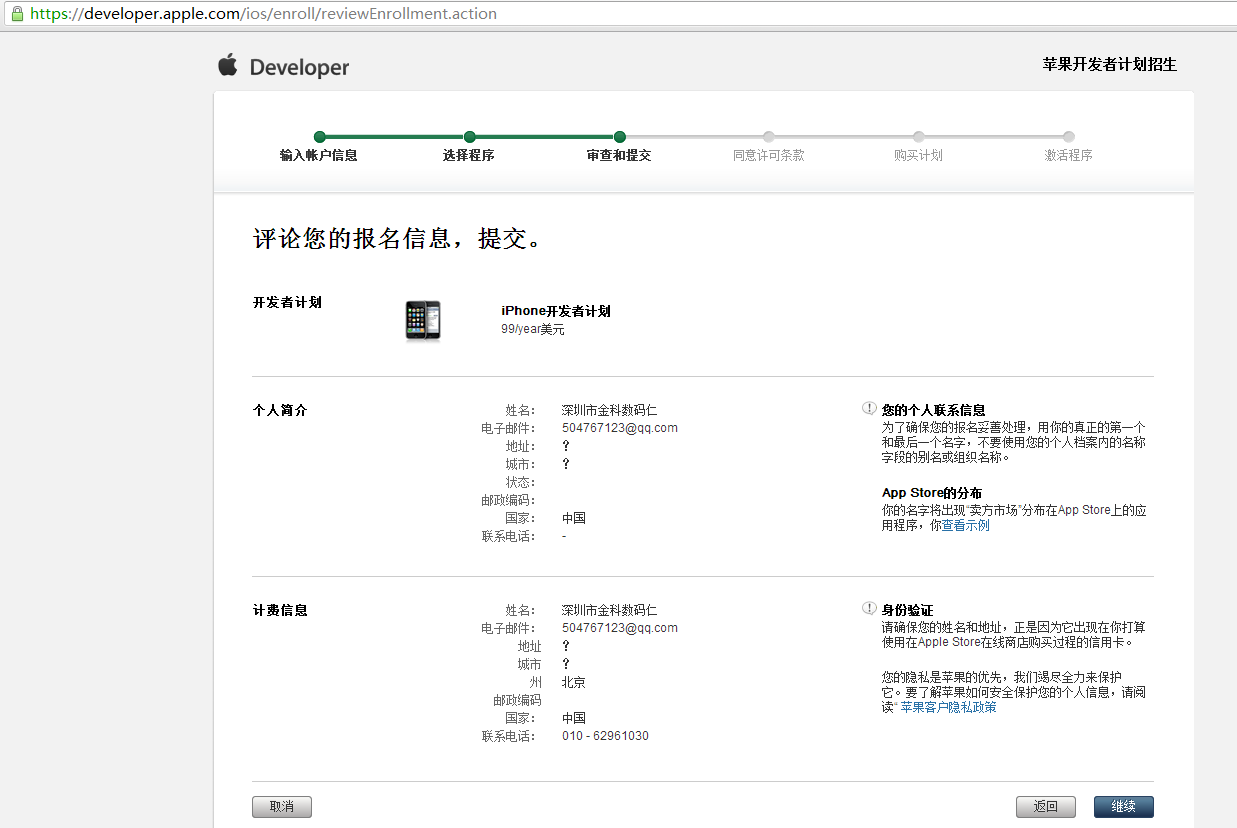 https://developer.apple.com/ios/enroll/reviewEnrollment.action
Developer
苹果开发者计划招生
输入帐户信息
选择程序
审查和提交
同意许可条款
购买计划
激活程序
评论您的报名信息，提交。
开发者计划
iPhone开发者计划
99/year美元
个人简介
姓名： 深圳市金科数码仁
电子邮件： 504767123@qq.com
地址： ?
城市： ?
状态：
邮政编码：
国家： 中国
联系电话： -
您的个人联系信息
为了确保您的报名妥善处理，用你的真正的第一个
和最后一个名字，不要使用您的个人档案内的名称
字段的别名或组织名称。
App Store的分布
你的名字将出现“卖方市场”分布在App Store上的应
用程序，你查看示例
计费信息
姓名： 深圳市金科数码仁
电子邮件： 504767123@qq.com
地址 ?
城市 ?
州 北京
邮政编码
国家： 中国
联系电话： 010 - 62961030
身份验证
请确保您的姓名和地址，正是因为它出现在你打算
使用在Apple Store在线商店购买过程的信用卡。
您的隐私是苹果的优先，我们竭尽全力来保护
它。要了解苹果如何安全保护您的个人信息，请阅
读“ 苹果客户隐私政策
取消
返回
继续